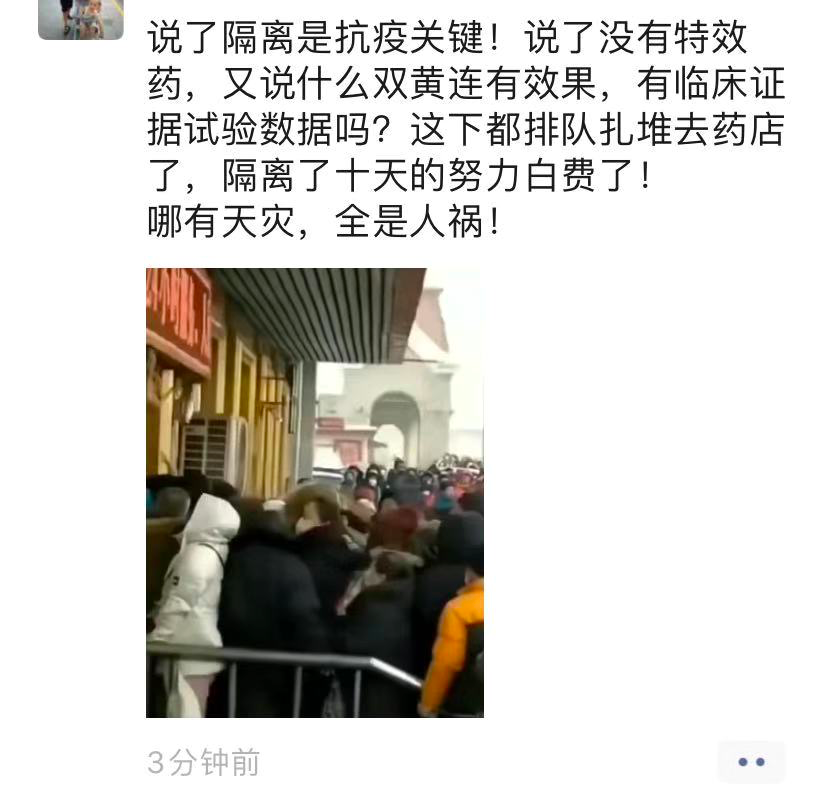 说了隔离是抗疫关键！说了没有特效
药，又说什么双黄连有效果，有临床证
据试验数据吗？这下都排队扎堆去药店
了，隔离了十天的努力白费了！
哪有天灾，全是人祸！
3分钟前